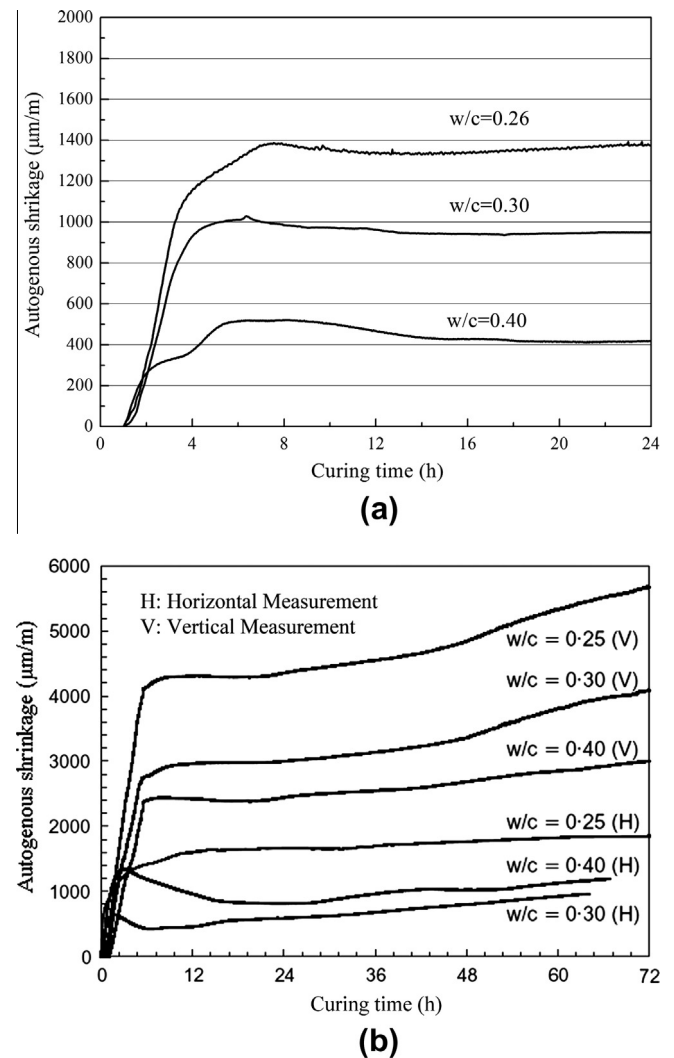 2000
1800
1600
1400
1200
1000
800
600
400
200
0
Autogenous shrikage (μm/m)
w/c=0.26
w/c=0.30
w/c=0.40
0 4 8 12 16 20 24
Curing time (h)
(a)
6000
5000
4000
3000
2000
1000
0
Autogenous shrinkage (μm/m)
H: Horizontal Measurement
V: Vertical Measurement
w/c = 0·25 (V)
w/c = 0·30 (V)
w/c = 0·40 (V)
w/c = 0·25 (H)
w/c = 0·40 (H)
w/c = 0·30 (H)
0 12 24 36 48 60 72
Curing time (h)
(b)